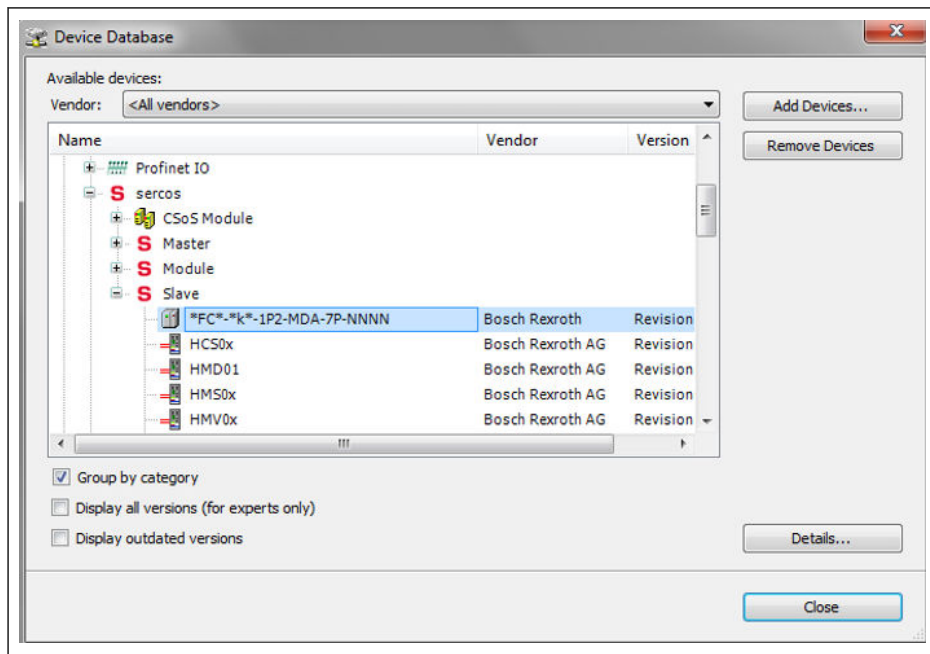 Device Database
Available devices:
Vendor: <All vendors>
Add Devices...
Name Vendor Version
Remove Devices
Profinet IO
S sercos
CSoS Module
S Master
S Module
S Slave
*FC*-*k*-1P2-MDA-7P-NNNN Bosch Rexroth Revision
HCS0x Bosch Rexroth AG Revision
HMD01 Bosch Rexroth AG Revision
HMS0x Bosch Rexroth AG Revision
HMV0x Bosch Rexroth AG Revision
Group by category
Display all versions (for experts only)
Display outdated versions
Details...
Close